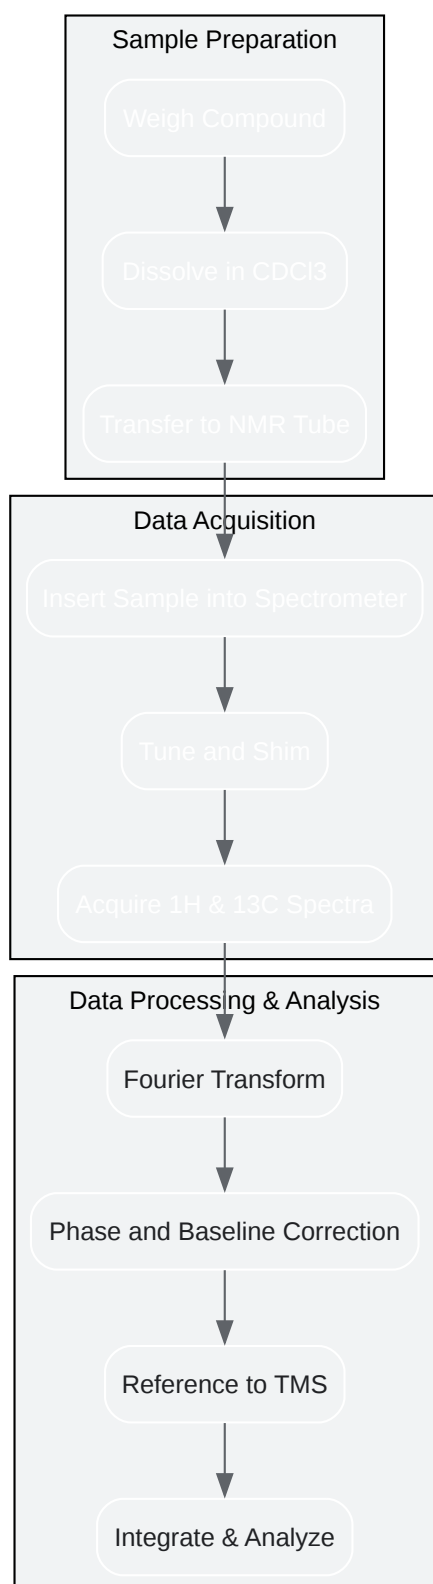 Sample Preparation
Weigh Compound
Dissolve in CDCl3
Transfer to NMR Tube
Data Acquisition
Insert Sample into Spectrometer
Tune and Shim
Acquire 1H & 13C Spectra
Data Processing & Analysis
Fourier Transform
Phase and Baseline Correction
Reference to TMS
Integrate & Analyze